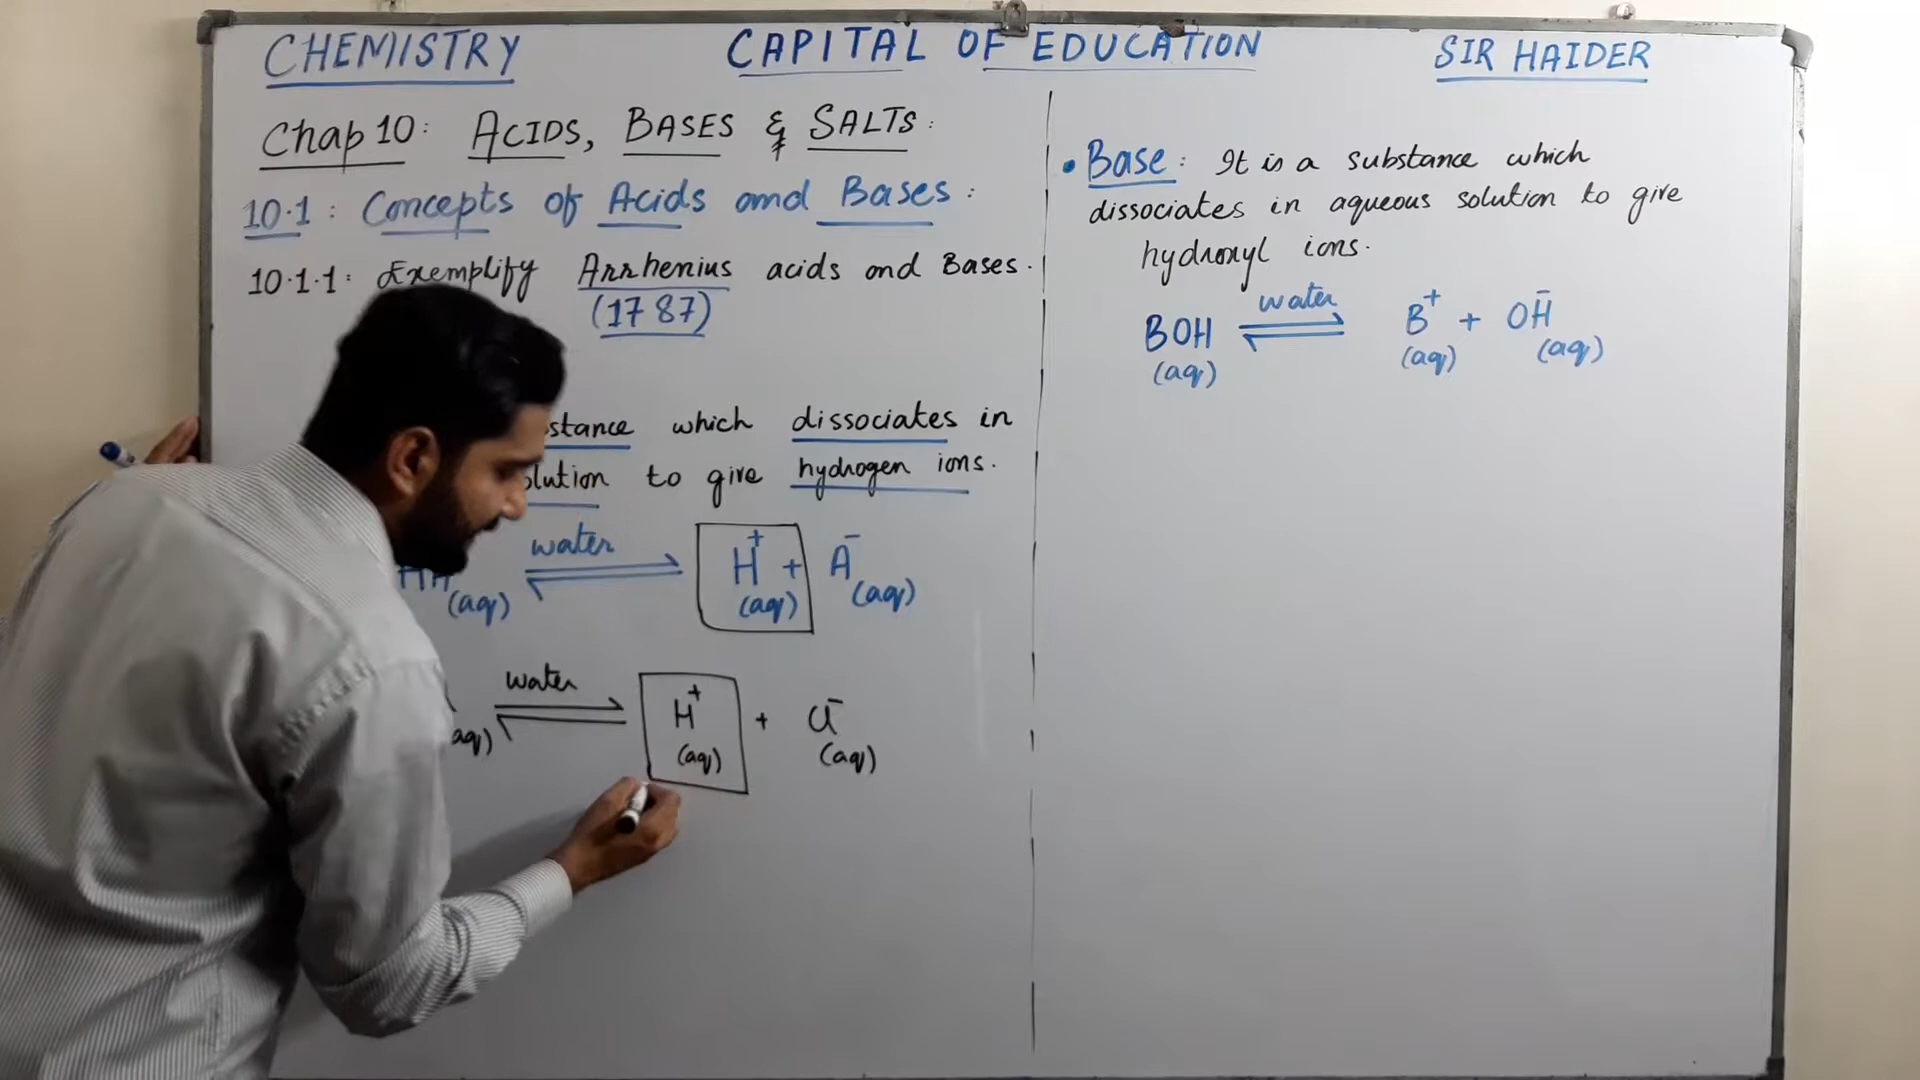 CHEMISTRY CAPITAL OF EDUCATION SIR HAIDER
Chap 10: ACIDS, BASES & SALTS:
10.1: Concepts of Acids and Bases:
10.1.1: Exemplify Arrhenius acids and Bases.
(1787)
stance which dissociates in
lution to give hydrogen ions.
HA(aq) ⇌ water H⁺(aq) + A⁻(aq)
(aq) ⇌ water H⁺(aq) + Cl⁻(aq)
• Base: It is a substance which
dissociates in aqueous solution to give
hydroxyl ions.
BOH(aq) ⇌ water B⁺(aq) + OH⁻(aq)